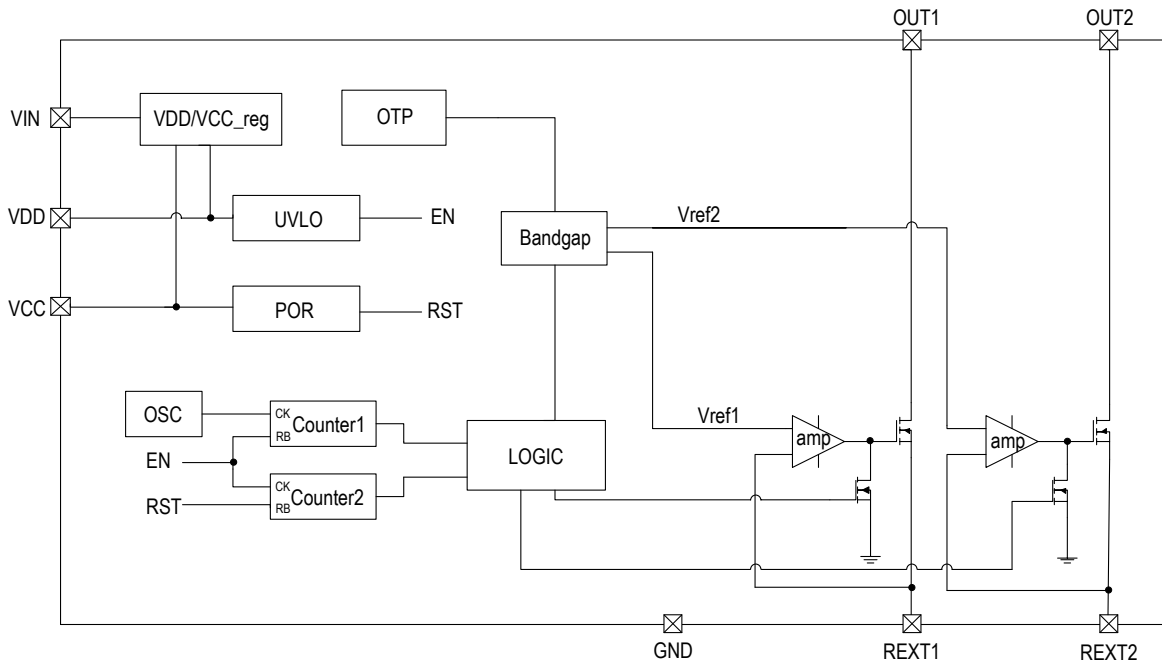 OUT1
OUT2
VIN
VDD/VCC_reg
OTP
VDD
UVLO
EN
Bandgap
Vref2
VCC
POR
RST
OSC
CK
RB
Counter1
Vref1
amp
amp
EN
LOGIC
CK
RB
Counter2
RST
GND
REXT1
REXT2